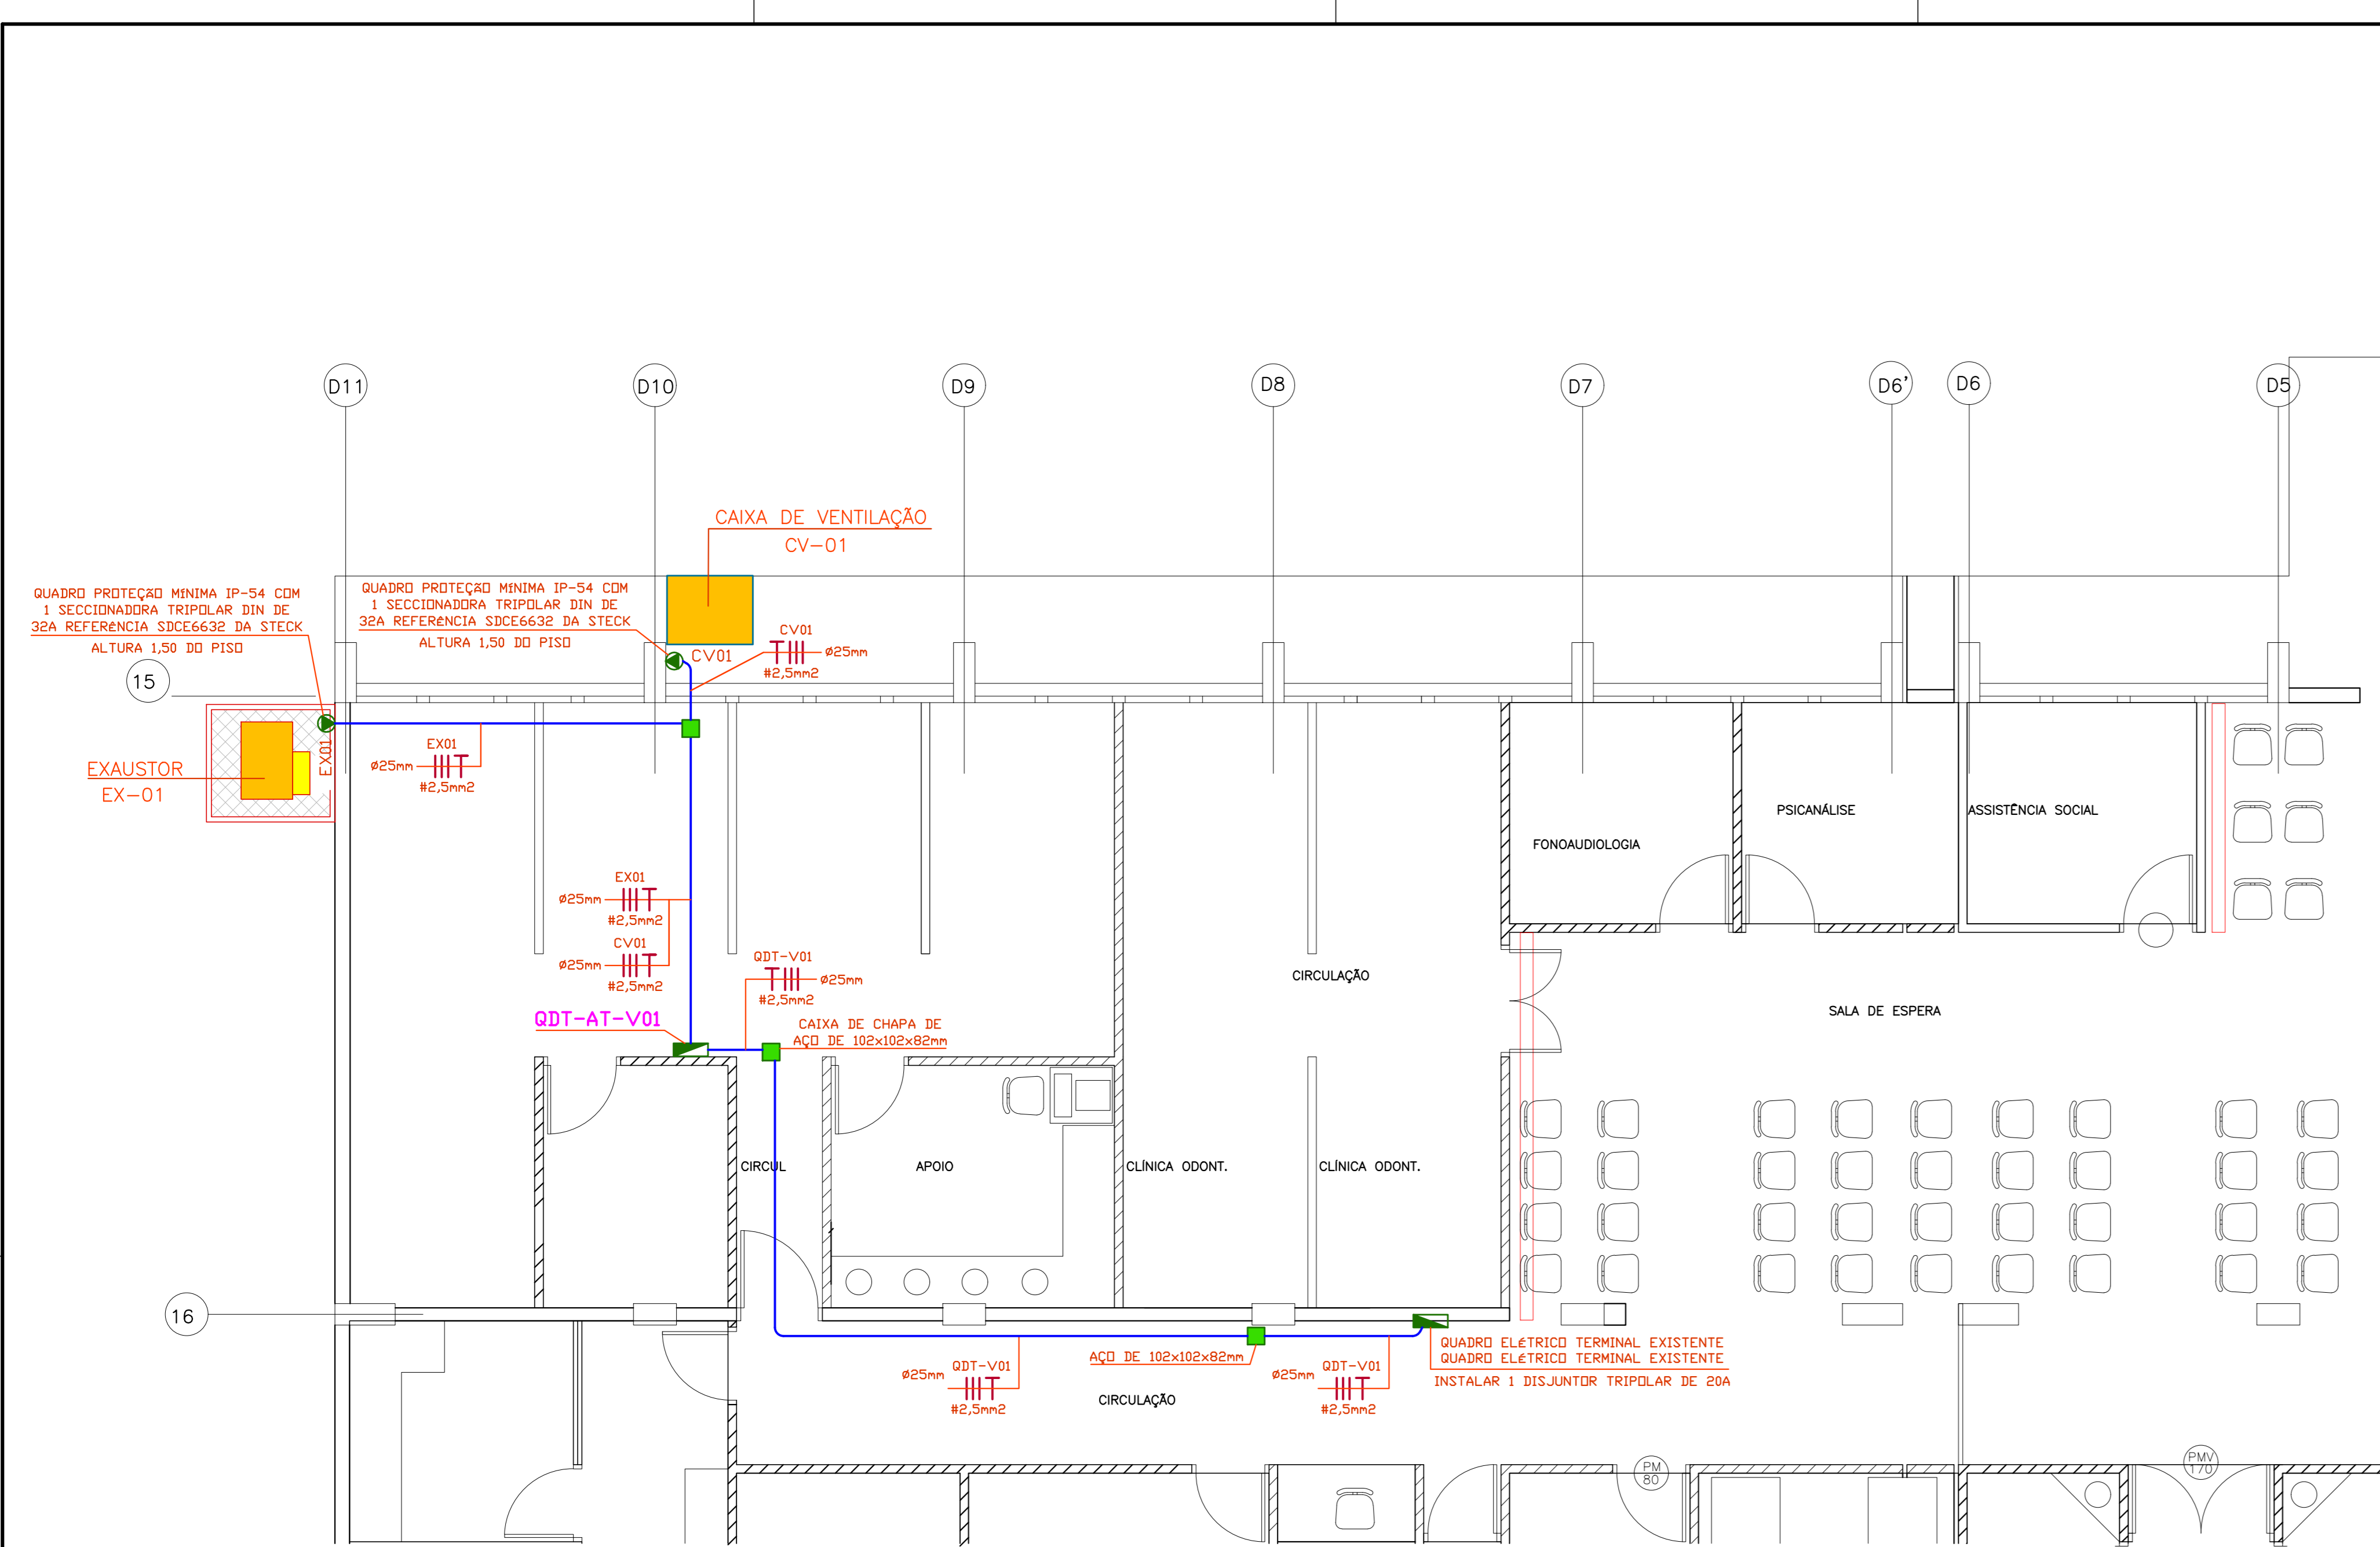 D11
D10
D9
D8
D7
D6'
D6
D5
CAIXA DE VENTILAÇÃO
CV-01
QUADRO PROTEÇÃO MÍNIMA IP-54 COM
1 SECCIONADORA TRIPOLAR DIN DE
32A REFERÊNCIA SDCE6632 DA STECK
ALTURA 1,50 DO PISO
QUADRO PROTEÇÃO MÍNIMA IP-54 COM
1 SECCIONADORA TRIPOLAR DIN DE
32A REFERÊNCIA SDCE6632 DA STECK
ALTURA 1,50 DO PISO
CV01
CV01
ø25mm
#2,5mm2
15
EX01
EXAUSTOR
EX-01
EX01
ø25mm
#2,5mm2
FONOAUDIOLOGIA
PSICANÁLISE
ASSISTÊNCIA SOCIAL
EX01
ø25mm
#2,5mm2
CV01
ø25mm
#2,5mm2
QDT-V01
ø25mm
#2,5mm2
QDT-AT-V01
CAIXA DE CHAPA DE
AÇO DE 102x102x82mm
CIRCULAÇÃO
SALA DE ESPERA
CIRCUL
APOIO
CLÍNICA ODONT.
CLÍNICA ODONT.
16
QDT-V01
ø25mm
#2,5mm2
AÇO DE 102x102x82mm
QDT-V01
ø25mm
#2,5mm2
QUADRO ELÉTRICO TERMINAL EXISTENTE
QUADRO ELÉTRICO TERMINAL EXISTENTE
INSTALAR 1 DISJUNTOR TRIPOLAR DE 20A
CIRCULAÇÃO
PM
80
PMV
170